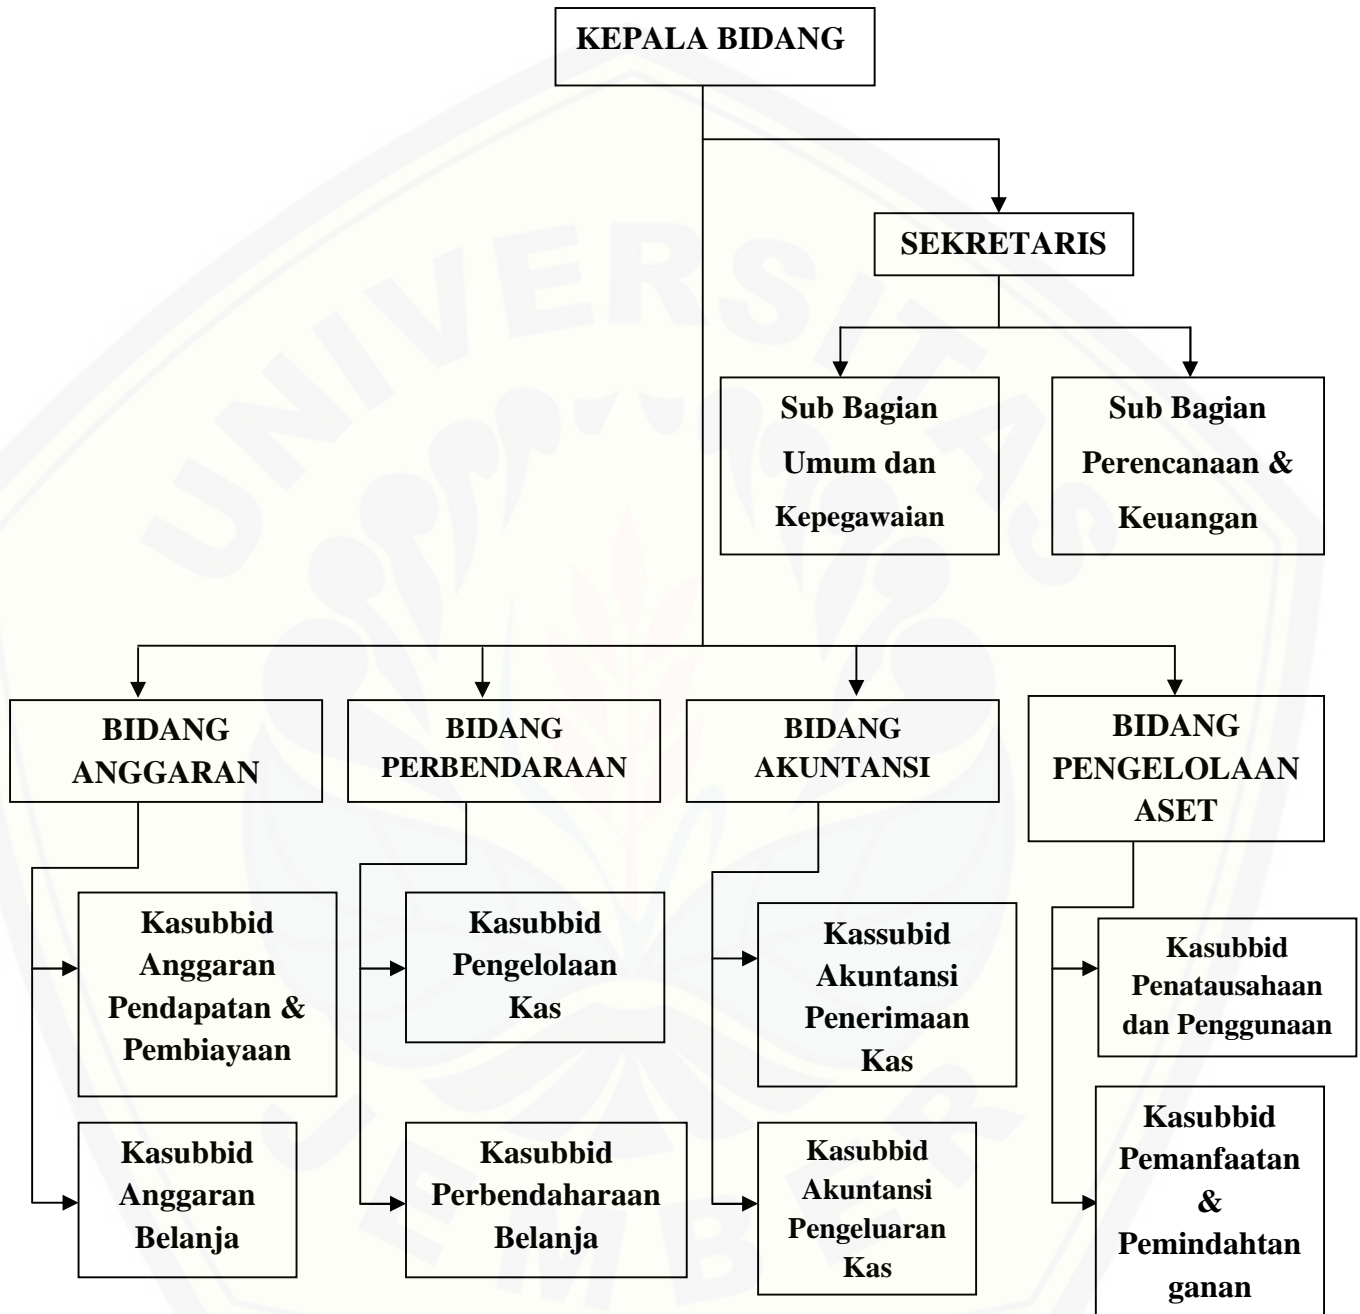 KEPALA BIDANG
SEKRETARIS
Sub Bagian
Umum dan
Kepegawaian
Sub Bagian
Perencanaan &
Keuangan
BIDANG
ANGGARAN
BIDANG
PERBENDARAAN
BIDANG
AKUNTANSI
BIDANG
PENGELOLAAN
ASET
Kasubbid
Anggaran
Pendapatan &
Pembiayaan
Kasubbid
Pengelolaan
Kas
Kassubid
Akuntansi
Penerimaan
Kas
Kasubbid
Penatausahaan
dan Penggunaan
Kasubbid
Anggaran
Belanja
Kasubbid
Perbendaharaan
Belanja
Kasubbid
Akuntansi
Pengeluaran
Kas
Kasubbid
Pemanfaatan
&
Pemindahtan
ganan
UNIVERSITAS
JEMBER